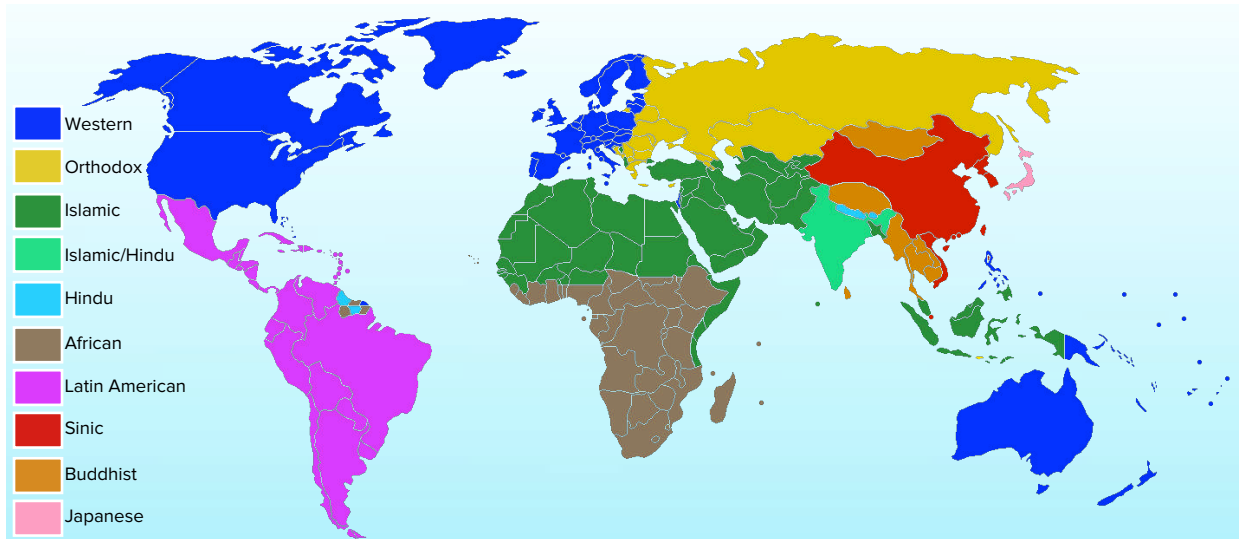 Western
Orthodox
Islamic
Islamic/Hindu
Hindu
African
Latin American
Sinic
Buddhist
Japanese